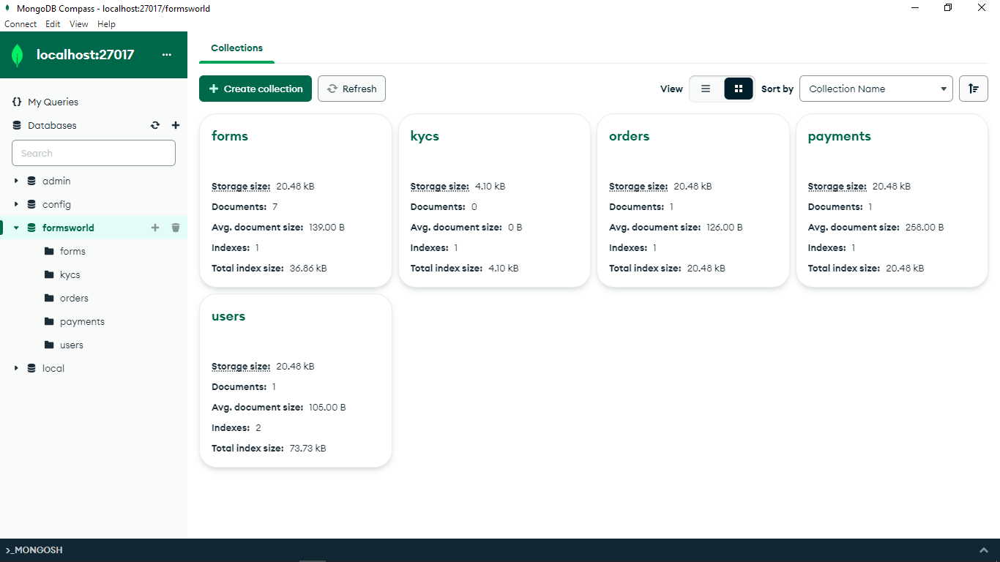 MongoDB Compass - localhost:27017/formsworld
Connect Edit View Help
localhost:27017
My Queries
Databases
Search
admin
config
formsworld
forms
kycs
orders
payments
users
local
Collections
Create collection
Refresh
View
Sort by
Collection Name
forms
Storage size: 20.48 kB
Documents: 7
Avg. document size: 139.00 B
Indexes: 1
Total index size: 36.86 kB
kycs
Storage size: 4.10 kB
Documents: 0
Avg. document size: 0 B
Indexes: 1
Total index size: 4.10 kB
orders
Storage size: 20.48 kB
Documents: 1
Avg. document size: 126.00 B
Indexes: 1
Total index size: 20.48 kB
payments
Storage size: 20.48 kB
Documents: 1
Avg. document size: 258.00 B
Indexes: 1
Total index size: 20.48 kB
users
Storage size: 20.48 kB
Documents: 1
Avg. document size: 105.00 B
Indexes: 2
Total index size: 73.73 kB
>_MONGOSH